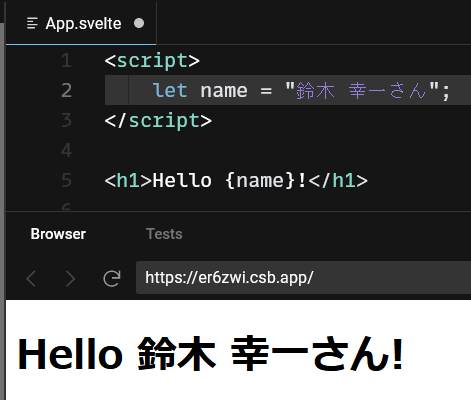 App.svelte
1 <script>
2 let name = "鈴木 幸一さん";
3 </script>
4
5 <h1>Hello {name}!</h1>
6
Browser Tests
https://er6zwi.csb.app/
Hello 鈴木 幸一さん!